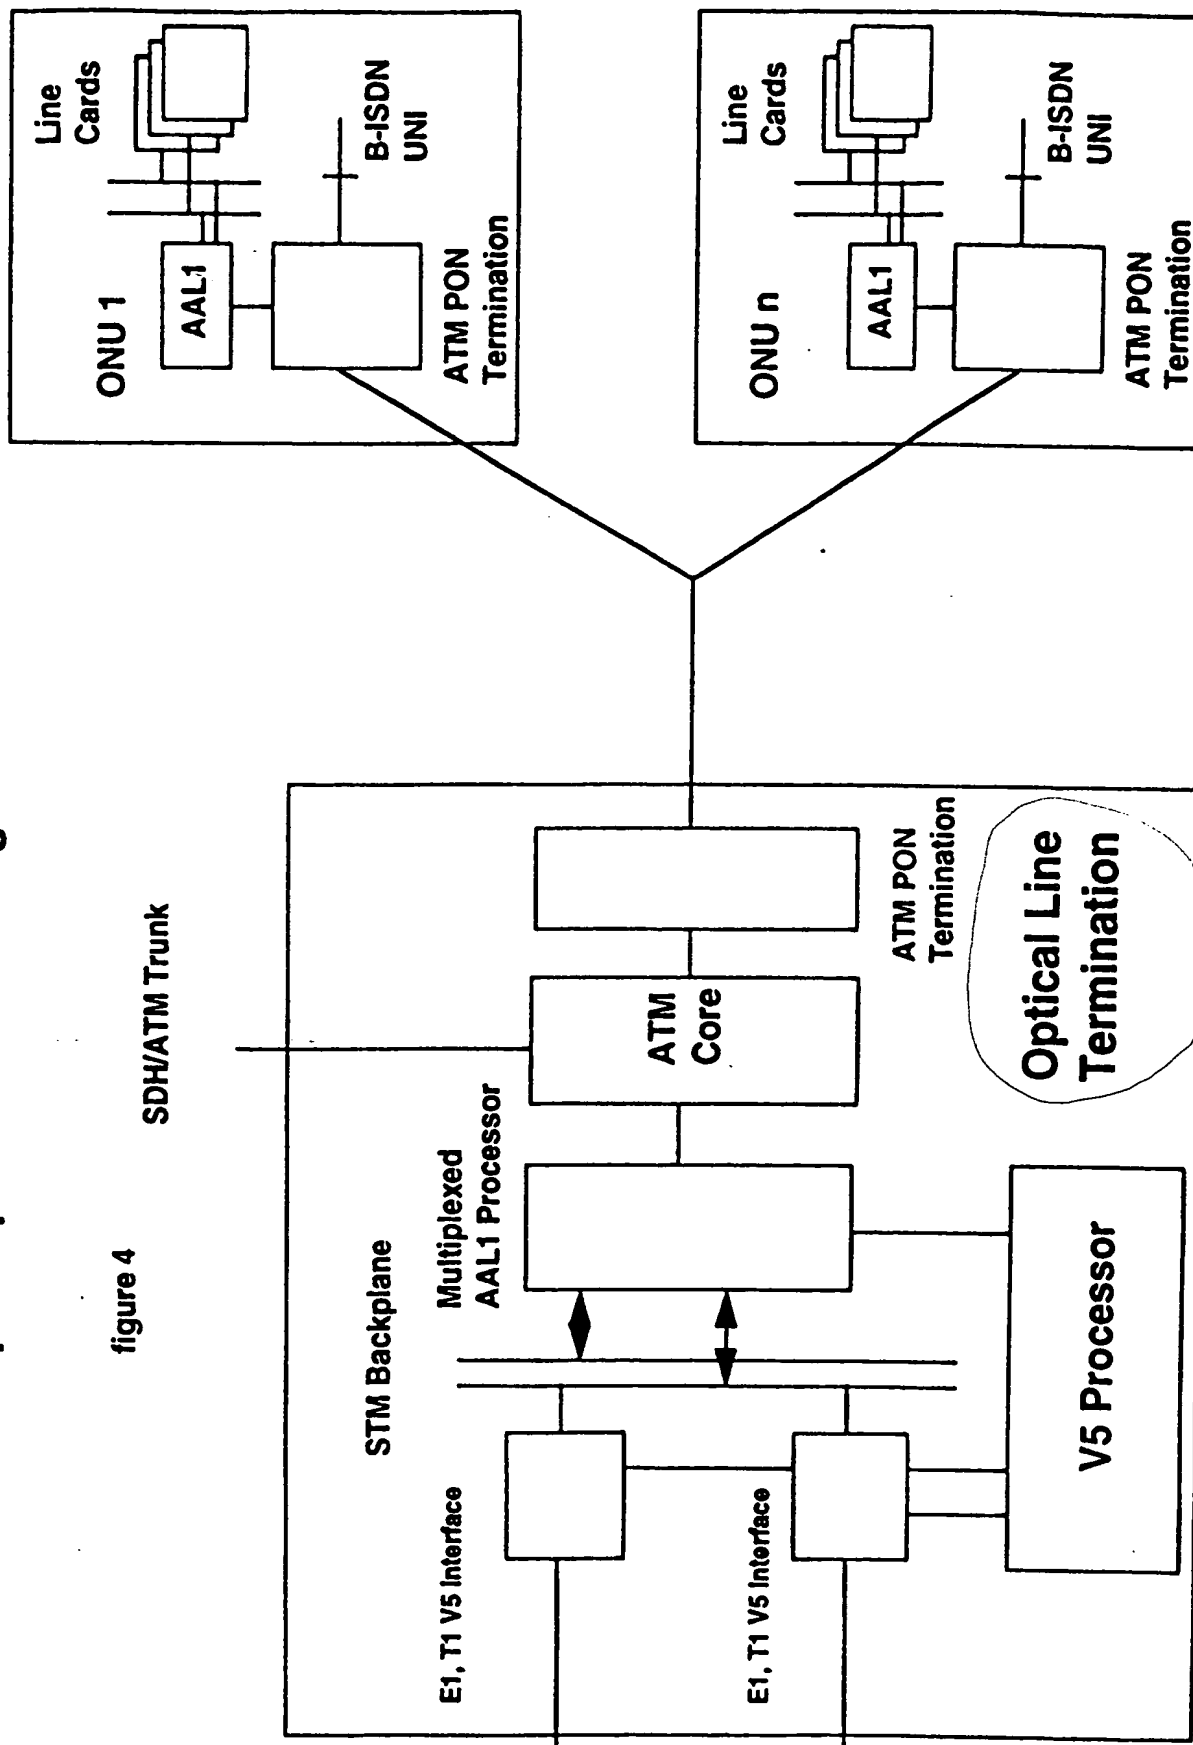 figure 4
SDH/ATM Trunk
STM Backplane
E1, T1 V5 Interface
E1, T1 V5 Interface
Multiplexed
AAL1 Processor
ATM
Core
ATM PON
Termination
V5 Processor
Optical Line
Termination
ONU 1
AAL1
Line
Cards
B-ISDN
UNI
ATM PON
Termination
ONU n
AAL1
Line
Cards
B-ISDN
UNI
ATM PON
Termination